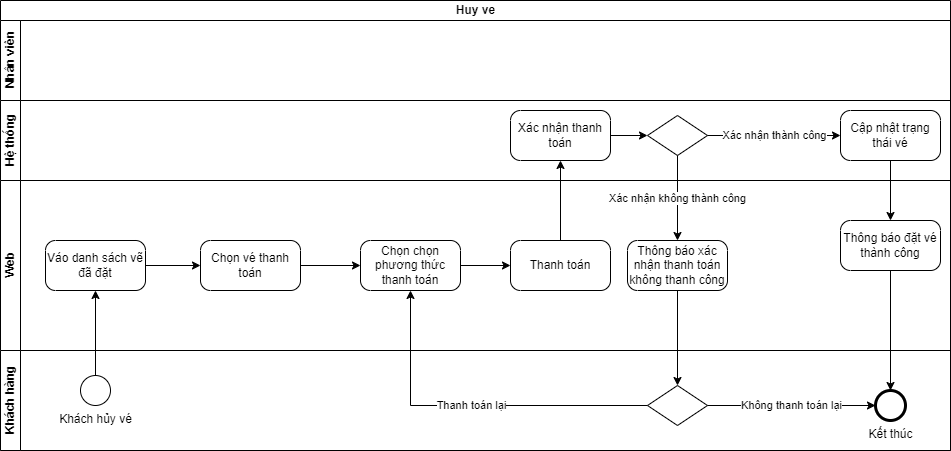 Huy ve
Nhân viên
Hệ thống
Xác nhận thanh
toán
Xác nhận thành công
Cập nhật trạng
thái vé
Xác nhận không thành công
Web
Váo danh sách vé
đã đặt
Chọn vé thanh
toán
Chọn chọn
phương thức
thanh toán
Thanh toán
Thông báo xác
nhận thanh toán
không thanh công
Thông báo đặt vé
thành công
Khách hàng
Khách hủy vé
Thanh toán lại
Không thanh toán lại
Kết thúc